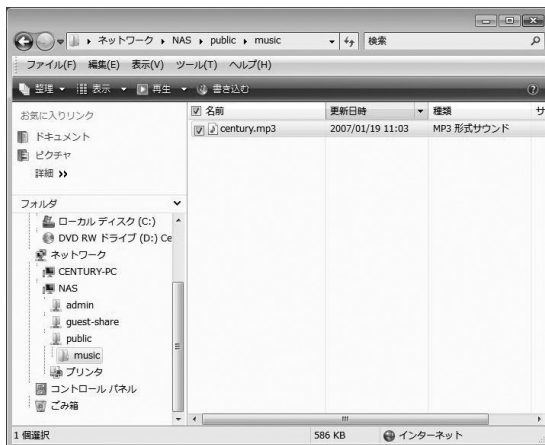 ネットワーク ▸ NAS ▸ public ▸ music 検索
ファイル(F) 編集(E) 表示(V) ツール(T) ヘルプ(H)
整理 表示 再生 書き込む
お気に入りリンク
ドキュメント
ピクチャ
詳細 »
フォルダ
ローカル ディスク (C:)
DVD RW ドライブ (D:) Ce
ネットワーク
CENTURY-PC
NAS
admin
guest-share
public
music
プリンタ
コントロール パネル
ごみ箱
名前 更新日時 種類 サ
century.mp3 2007/01/19 11:03 MP3 形式サウンド
1 個選択 586 KB インターネット